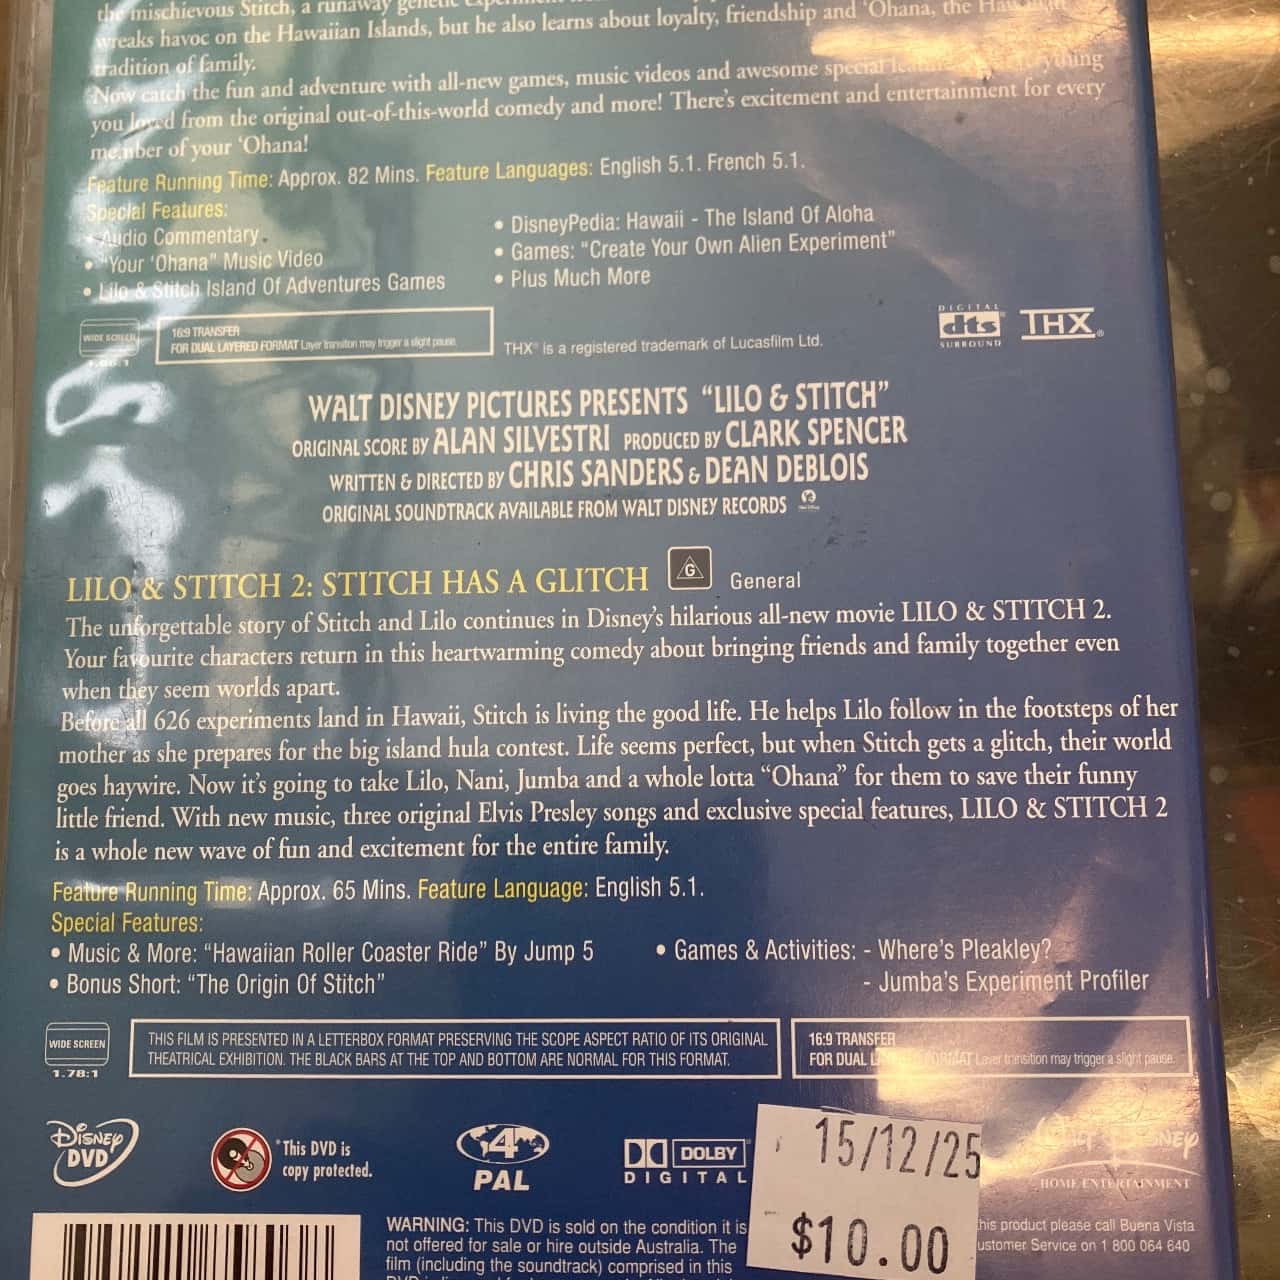 the mischievous Stitch, a runaway genetic
wreaks havoc on the Hawaiian Islands, but he also learns about loyalty, friendship and 'Ohana, the
tradition of family.
Now catch the fun and adventure with all-new games, music videos and awesome special
you loved from the original out-of-this-world comedy and more! There's excitement and entertainment for every
member of your 'Ohana!
Feature Running Time: Approx. 82 Mins. Feature Languages: English 5.1. French 5.1.
Special Features:
• Audio Commentary
• "Your 'Ohana" Music Video
• Lilo & Stitch Island Of Adventures Games
• DisneyPedia: Hawaii - The Island Of Aloha
• Games: "Create Your Own Alien Experiment"
• Plus Much More
WIDE SCREEN
16:9 TRANSFER
FOR DUAL LAYERED FORMAT Layer transition may trigger a slight pause.
THX® is a registered trademark of Lucasfilm Ltd.
DIGITAL
dts
SURROUND
THX®
WALT DISNEY PICTURES PRESENTS "LILO & STITCH"
ORIGINAL SCORE BY ALAN SILVESTRI PRODUCED BY CLARK SPENCER
WRITTEN & DIRECTED BY CHRIS SANDERS & DEAN DEBLOIS
ORIGINAL SOUNDTRACK AVAILABLE FROM WALT DISNEY RECORDS
LILO & STITCH 2: STITCH HAS A GLITCH G General
The unforgettable story of Stitch and Lilo continues in Disney's hilarious all-new movie LILO & STITCH 2.
Your favourite characters return in this heartwarming comedy about bringing friends and family together even
when they seem worlds apart.
Before all 626 experiments land in Hawaii, Stitch is living the good life. He helps Lilo follow in the footsteps of her
mother as she prepares for the big island hula contest. Life seems perfect, but when Stitch gets a glitch, their world
goes haywire. Now it's going to take Lilo, Nani, Jumba and a whole lotta "Ohana" for them to save their funny
little friend. With new music, three original Elvis Presley songs and exclusive special features, LILO & STITCH 2
is a whole new wave of fun and excitement for the entire family.
Feature Running Time: Approx. 65 Mins. Feature Language: English 5.1.
Special Features:
• Music & More: "Hawaiian Roller Coaster Ride" By Jump 5
• Bonus Short: "The Origin Of Stitch"
• Games & Activities: - Where's Pleakley?
- Jumba's Experiment Profiler
WIDE SCREEN
1.78:1
THIS FILM IS PRESENTED IN A LETTERBOX FORMAT PRESERVING THE SCOPE ASPECT RATIO OF ITS ORIGINAL
THEATRICAL EXHIBITION. THE BLACK BARS AT THE TOP AND BOTTOM ARE NORMAL FOR THIS FORMAT.
16:9 TRANSFER
FOR DUAL FORMAT Layer transition may trigger a slight pause.
DISNEY
DVD
*This DVD is
copy protected.
4
PAL
DOLBY
DIGITAL
15/12/25
$10.00
WALT DISNEY
HOME ENTERTAINMENT
this product please call Buena Vista
Customer Service on 1 800 064 640
WARNING: This DVD is sold on the condition it is
not offered for sale or hire outside Australia. The
film (including the soundtrack) comprised in this